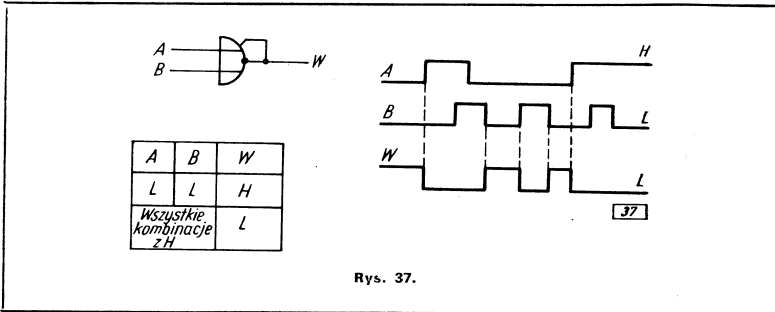 A
B
W
A B W
L L H
Wszystkie
kombinacje
z H
L
A H
B L
W L
37
Rys. 37.